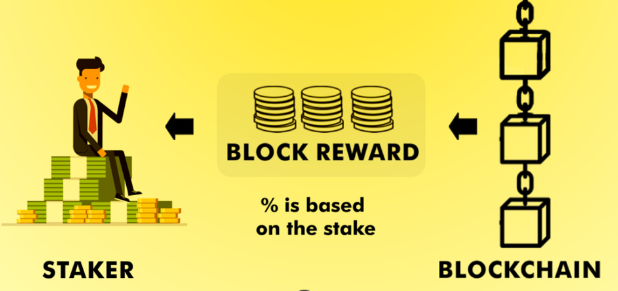 BLOCK REWARD
% is based
on the stake
STAKER
BLOCKCHAIN